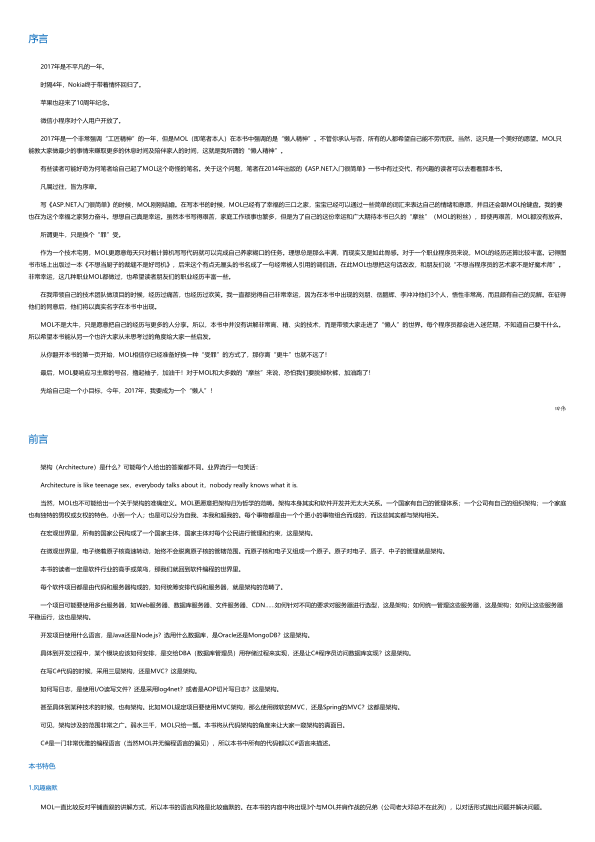 序言
2017年是不平凡的一年。
时隔4年，Nokia终于带着情怀回归了。
苹果也迎来了10周年纪念。
微信小程序对个人用户开放了。
2017年是一个非常强调“工匠精神”的一年，但是MOL（即笔者本人）在本书中强调的是“懒人精神”。不管你承认与否，所有的人都希望自己能不劳而获。当然，这只是一个美好的愿望。MOL只
能教大家做最少的事情来赚取更多的休息时间及陪伴家人的时间，这就是我所谓的“懒人精神”。
有些读者可能好奇为何笔者给自己起了MOL这个奇怪的笔名。关于这个问题，笔者在2014年出版的《ASP.NET入门很简单》一书中有过交代，有兴趣的读者可以去看看那本书。
凡属过往，皆为序章。
写《ASP.NET入门很简单》的时候，MOL刚刚结婚。在写本书的时候，MOL已经有了幸福的三口之家，宝宝已经可以通过一些简单的词汇来表达自己的情绪和意愿，并且还会跟MOL抢键盘。我的妻
也在为这个幸福之家努力奋斗。想想自己真是幸运。虽然本书写得艰苦，家庭工作琐事也繁多，但是为了自己的这份幸运和广大期待本书已久的“摩丝”（MOL的粉丝），即使再艰苦，MOL都没有放弃。
所谓更牛，只是换个“罪”受。
作为一个技术宅男，MOL更愿意每天只对着计算机写写代码就可以完成自己养家糊口的任务。理想总是那么丰满，而现实又是如此骨感。对于一个职业程序员来说，MOL的经历还算比较丰富。记得图
书市场上出版过一本《不想当厨子的裁缝不是好司机》，后来这个有点无厘头的书名成了一句经常被人引用的调侃语。在此MOL也想把这句话改改，和朋友们说“不想当程序员的艺术家不是好魔术师”。
非常幸运，这几种职业MOL都做过，也希望读者朋友们的职业经历丰富一些。
在我带领自己的技术团队做项目的时候，经历过痛苦，也经历过欢笑。我一直都觉得自己非常幸运，因为在本书中出现的刘朋、岳鹏辉、李冲冲他们3个人，悟性非常高，而且颇有自己的见解。在征得
他们的同意后，他们将以真实名字在本书中出现。
MOL不是大牛，只是愿意把自己的经历与更多的人分享。所以，本书中并没有讲解非常高、精、尖的技术，而是带领大家走进了“懒人”的世界。每个程序员都会进入迷茫期，不知道自己要干什么。
所以希望本书能从另一个也许大家从未思考过的角度给大家一些启发。
从你翻开本书的第一页开始，MOL相信你已经准备好换一种“受罪”的方式了，那你离“更牛”也就不远了！
最后，MOL要响应习主席的号召，撸起袖子，加油干！对于MOL和大多数的“摩丝”来说，恐怕我们要脱掉秋裤，加油跑了！
先给自己定一个小目标，今年，2017年，我要成为一个“懒人”！
田伟
前言
架构（Architecture）是什么？可能每个人给出的答案都不同。业界流行一句笑话：
Architecture is like teenage sex，everybody talks about it，nobody really knows what it is.
当然，MOL也不可能给出一个关于架构的准确定义。MOL更愿意把架构归为哲学的范畴。架构本身其实和软件开发并无太大关系。一个国家有自己的管理体系；一个公司有自己的组织架构；一个家庭
也有独特的男权或女权的特色，小到一个人；也是可以分为自我、本我和超我的。每个事物都是由一个个更小的事物组合而成的，而这些其实都与架构相关。
在宏观世界里，所有的国家公民构成了一个国家主体，国家主体对每个公民进行管理和约束，这是架构。
在微观世界里，电子绕着原子核高速转动，始终不会脱离原子核的管辖范围。而原子核和电子又组成一个原子。原子对电子，质子，中子的管理就是架构。
本书的读者一定是软件行业的高手或菜鸟，那我们就回到软件编程的世界里。
每个软件项目都是由代码和服务器构成的，如何统筹安排代码和服务器，就是架构的范畴了。
一个项目可能要使用多台服务器，如Web服务器、数据库服务器、文件服务器、CDN……如何针对不同的要求对服务器进行选型，这是架构；如何统一管理这些服务器，这是架构；如何让这些服务器
平稳运行，这也是架构。
开发项目使用什么语言，是Java还是Node.js？选用什么数据库，是Oracle还是MongoDB？这是架构。
具体到开发过程中，某个模块应该如何安排，是交给DBA（数据库管理员）用存储过程来实现，还是让C#程序员访问数据库实现？这是架构。
在写C#代码的时候，采用三层架构，还是MVC？这是架构。
如何写日志，是使用I/O读写文件？还是采用log4net？或者是AOP切片写日志？这是架构。
甚至具体到某种技术的时候，也有架构。比如MOL规定项目要使用MVC架构，那么使用微软的MVC，还是Spring的MVC？这都是架构。
可见，架构涉及的范围非常之广。弱水三千，MOL只给一瓢。本书将从代码架构的角度来让大家一窥架构的真面目。
C#是一门非常优雅的编程语言（当然MOL并无编程语言的偏见），所以本书中所有的代码都以C#语言来描述。
本书特色
1.风趣幽默
MOL一直比较反对平铺直叙的讲解方式，所以本书的语言风格是比较幽默的。在本书的内容中将出现3个与MOL并肩作战的兄弟（公司老大邓总不在此列），以对话形式抛出问题并解决问题。